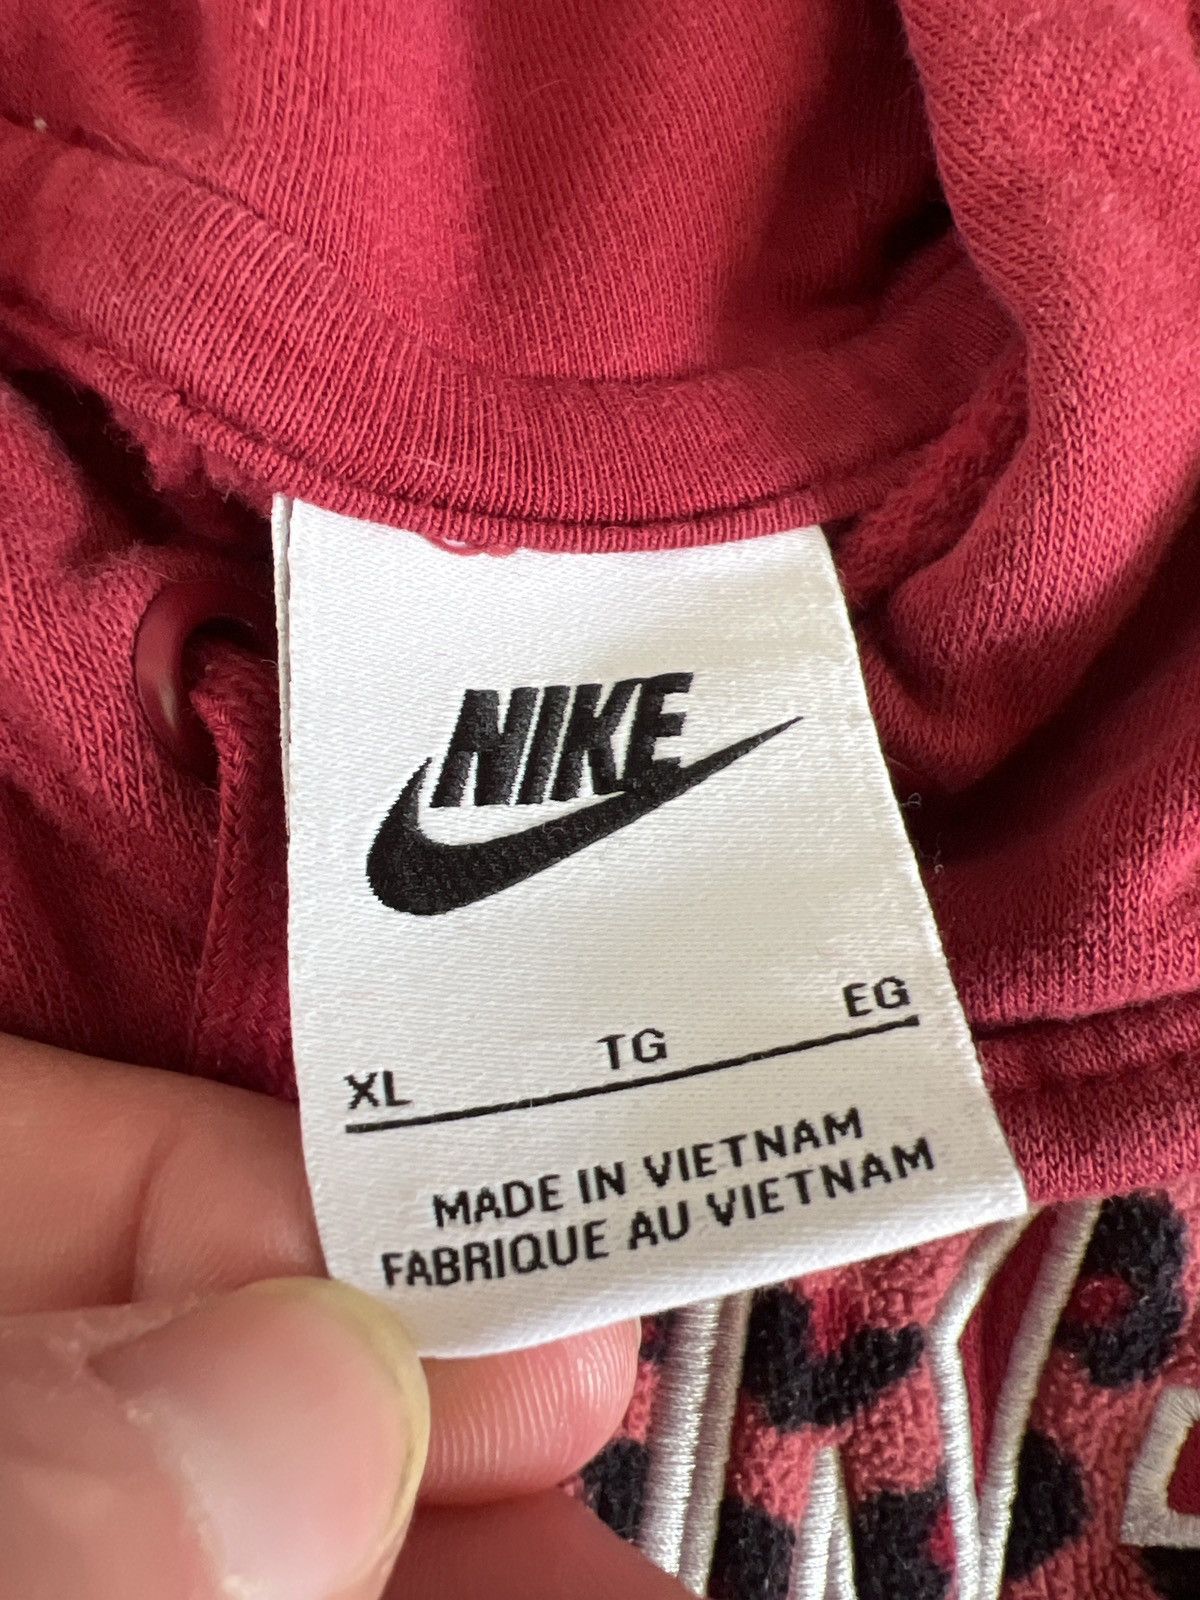 NIKE
XL TG EG
MADE IN VIETNAM
FABRIQUE AU VIETNAM